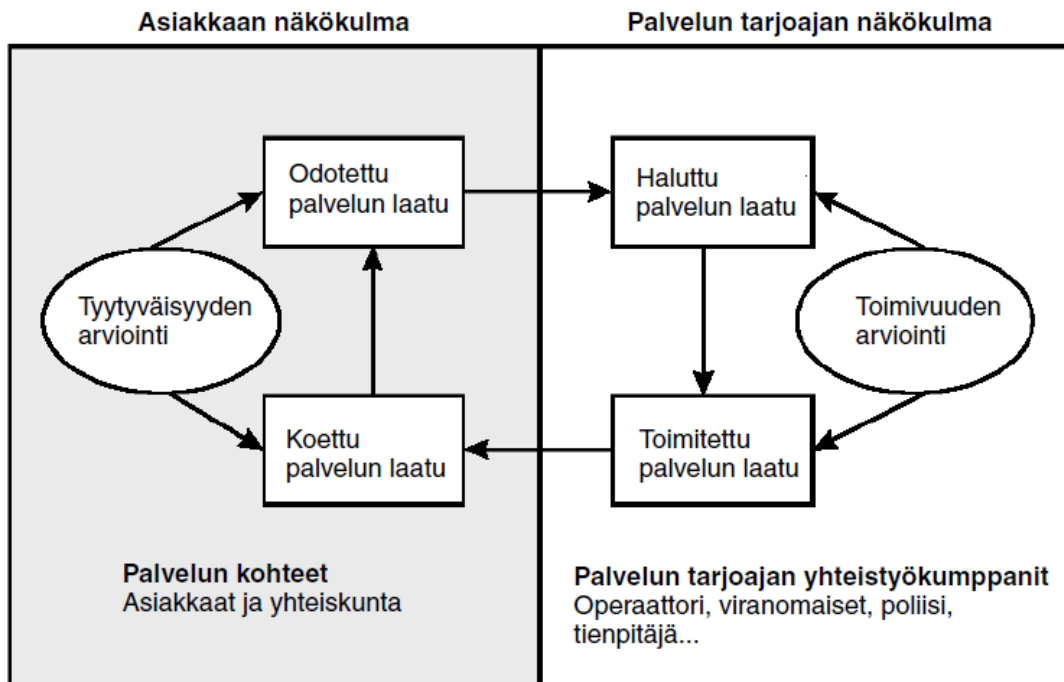 Asiakkaan näkökulma
Palvelun tarjoajan näkökulma
Odotettu
palvelun laatu
Haluttu
palvelun laatu
Tyytyväisyyden
arviointi
Toimivuuden
arviointi
Koettu
palvelun laatu
Toimitettu
palvelun laatu
Palvelun kohteet
Asiakkaat ja yhteiskunta
Palvelun tarjoajan yhteistyökumppanit
Operaattori, viranomaiset, poliisi,
tienpitäjä...